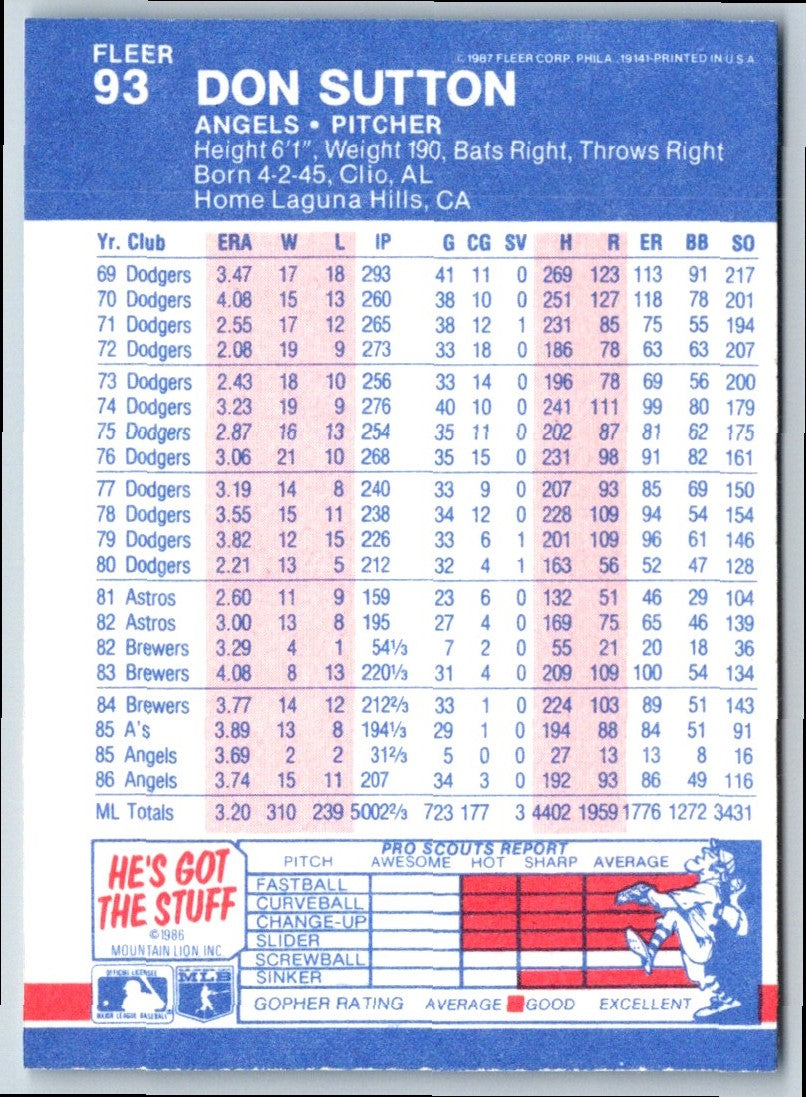 FLEER
93 DON SUTTON
© 1987 FLEER CORP. PHILA. 19141-PRINTED IN U S A
ANGELS • PITCHER
Height 6'1", Weight 190, Bats Right, Throws Right
Born 4-2-45, Clio, AL
Home Laguna Hills, CA
Yr. Club ERA W L IP G CG SV H R ER BB SO
69 Dodgers 3.47 17 18 293 41 11 0 269 123 113 91 217
70 Dodgers 4.08 15 13 260 38 10 0 251 127 118 78 201
71 Dodgers 2.55 17 12 265 38 12 1 231 85 75 55 194
72 Dodgers 2.08 19 9 273 33 18 0 186 78 63 63 207
73 Dodgers 2.43 18 10 256 33 14 0 196 78 69 56 200
74 Dodgers 3.23 19 9 276 40 10 0 241 111 99 80 179
75 Dodgers 2.87 16 13 254 35 11 0 202 87 81 62 175
76 Dodgers 3.06 21 10 268 35 15 0 231 98 91 82 161
77 Dodgers 3.19 14 8 240 33 9 0 207 93 85 69 150
78 Dodgers 3.55 15 11 238 34 12 0 228 109 94 54 154
79 Dodgers 3.82 12 15 226 33 6 1 201 109 96 61 146
80 Dodgers 2.21 13 5 212 32 4 1 163 56 52 47 128
81 Astros 2.60 11 9 159 23 6 0 132 51 46 29 104
82 Astros 3.00 13 8 195 27 4 0 169 75 65 46 139
82 Brewers 3.29 4 1 54⅓ 7 2 0 55 21 20 18 36
83 Brewers 4.08 8 13 220⅓ 31 4 0 209 109 100 54 134
84 Brewers 3.77 14 12 212⅔ 33 1 0 224 103 89 51 143
85 A's 3.89 13 8 194⅓ 29 1 0 194 88 84 51 91
85 Angels 3.69 2 2 31⅔ 5 0 0 27 13 13 8 16
86 Angels 3.74 15 11 207 34 3 0 192 93 86 49 116
ML Totals 3.20 310 239 5002⅔ 723 177 3 4402 1959 1776 1272 3431
HE'S GOT
THE STUFF
©1986
MOUNTAIN LION INC
PRO SCOUTS REPORT
PITCH AWESOME HOT SHARP AVERAGE
FASTBALL
CURVEBALL
CHANGE-UP
SLIDER
SCREWBALL
SINKER
GOPHER RATING AVERAGE GOOD EXCELLENT
OFFICIAL LICENSEE
MAJOR LEAGUE BASEBALL
MLB